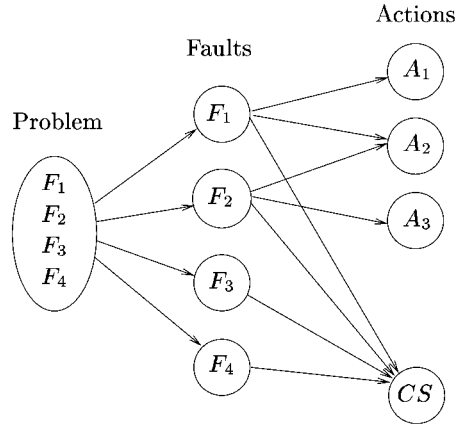 Actions
Faults
Problem
F₁
F₂
F₃
F₄
F₁
F₂
F₃
F₄
A₁
A₂
A₃
CS